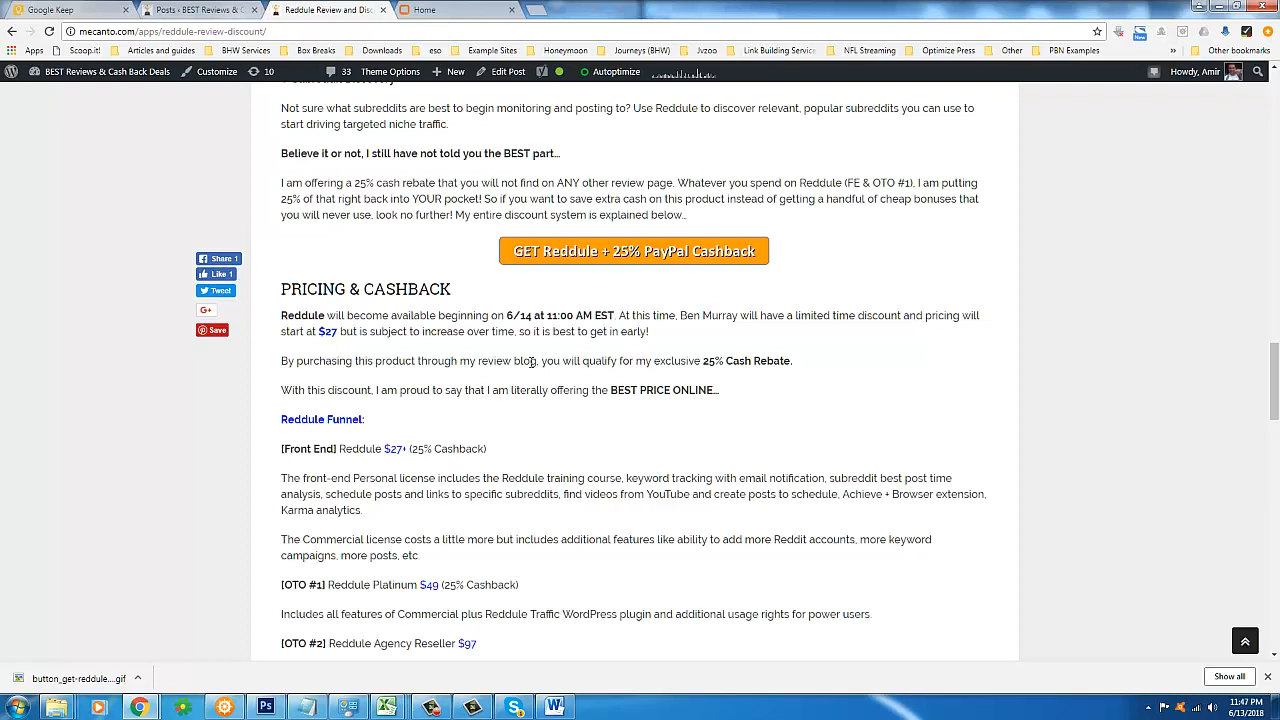 Google Keep
Posts ‹ BEST Reviews & C
Reddule Review and Disc
Home
mecanto.com/apps/reddule-review-discount/
Apps Scoop.it! Articles and guides BHW Services Box Breaks Downloads eso Example Sites Honeymoon Journeys (BHW) Jvzoo Link Building Service NFL Streaming Optimize Press Other PBN Examples » Other bookmarks
BEST Reviews & Cash Back Deals Customize 10 33 Theme Options New Edit Post Autoptimize Howdy, Amir
Not sure what subreddits are best to begin monitoring and posting to? Use Reddule to discover relevant, popular subreddits you can use to
start driving targeted niche traffic.
Believe it or not, I still have not told you the BEST part…
I am offering a 25% cash rebate that you will not find on ANY other review page. Whatever you spend on Reddule (FE & OTO #1), I am putting
25% of that right back into YOUR pocket! So if you want to save extra cash on this product instead of getting a handful of cheap bonuses that
you will never use, look no further! My entire discount system is explained below…
GET Reddule + 25% PayPal Cashback
Share 1
Like 1
Tweet
G+
Save
PRICING & CASHBACK
Reddule will become available beginning on 6/14 at 11:00 AM EST. At this time, Ben Murray will have a limited time discount and pricing will
start at $27 but is subject to increase over time, so it is best to get in early!
By purchasing this product through my review blog, you will qualify for my exclusive 25% Cash Rebate.
With this discount, I am proud to say that I am literally offering the BEST PRICE ONLINE…
Reddule Funnel:
[Front End] Reddule $27+ (25% Cashback)
The front-end Personal license includes the Reddule training course, keyword tracking with email notification, subreddit best post time
analysis, schedule posts and links to specific subreddits, find videos from YouTube and create posts to schedule, Achieve + Browser extension,
Karma analytics.
The Commercial license costs a little more but includes additional features like ability to add more Reddit accounts, more keyword
campaigns, more posts, etc.
[OTO #1] Reddule Platinum $49 (25% Cashback)
Includes all features of Commercial plus Reddule Traffic WordPress plugin and additional usage rights for power users.
[OTO #2] Reddule Agency Reseller $97
button_get-reddule....gif
Show all
11:47 PM
6/13/2018